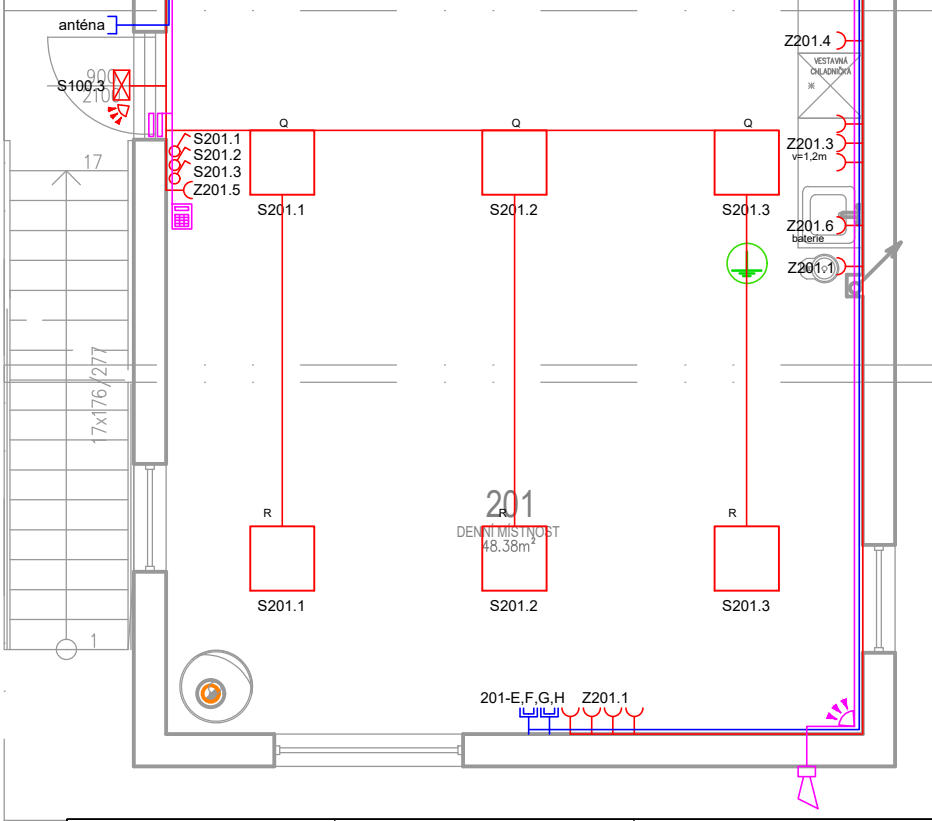 anténa
Z201.4
VESTAVNÁ
CHLADNIČKA
*
900
2100
S100.3
Q
Q
Q
S201.1
S201.2
S201.3
Z201.5
Z201.3
v=1,2m
17
S201.1
S201.2
S201.3
Z201.6
baterie
Z201.1
17x176/277
R
R
R
201
DENNÍ MÍSTNOST
48.38m²
S201.1
S201.2
S201.3
1
201-E,F,G,H
Z201.1